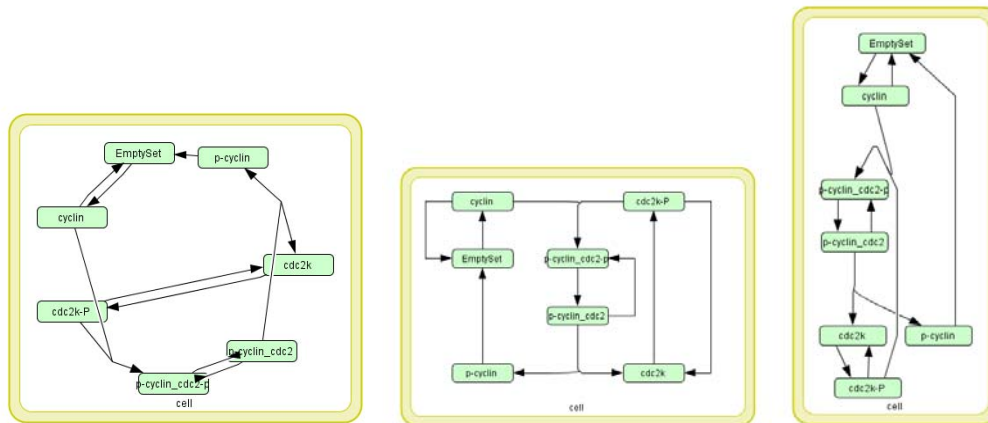 EmptySet
p-cyclin
cyclin
cdc2k
cdc2k-P
p-cyclin_cdc2
p-cyclin_cdc2-p
cell
cyclin
cdc2k-P
EmptySet
p-cyclin_cdc2-p
p-cyclin_cdc2
p-cyclin
cdc2k
cell
EmptySet
cyclin
p-cyclin_cdc2-p
p-cyclin_cdc2
cdc2k
p-cyclin
cdc2k-P
cell